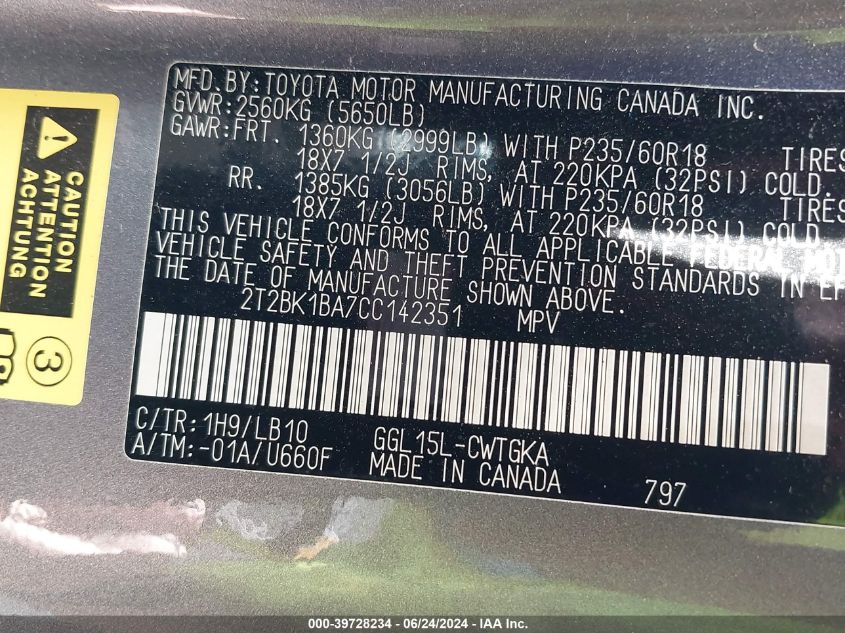 MFD. BY: TOYOTA MOTOR MANUFACTURING CANADA INC.
GVWR: 2560KG (5650LB)
GAWR: FRT. 1360KG (2999LB) WITH P235/60R18 TIRES
18X7 1/2J RIMS, AT 220KPA (32PSI) COLD.
RR. 1385KG (3056LB) WITH P235/60R18 TIRES
18X7 1/2J RIMS, AT 220KPA (32PSI) COLD
THIS VEHICLE CONFORMS TO ALL APPLICABLE FEDERAL MOT
VEHICLE SAFETY AND THEFT PREVENTION STANDARDS IN EF
THE DATE OF MANUFACTURE SHOWN ABOVE.
2T2BK1BA7CC142351 MPV
C/TR: 1H9/LB10 GGL15L-CWTGKA
A/TM:-01A/U660F MADE IN CANADA 797
CAUTION
ATTENTION
ACHTUNG
3
000-39728234 - 06/24/2024 - IAA Inc.